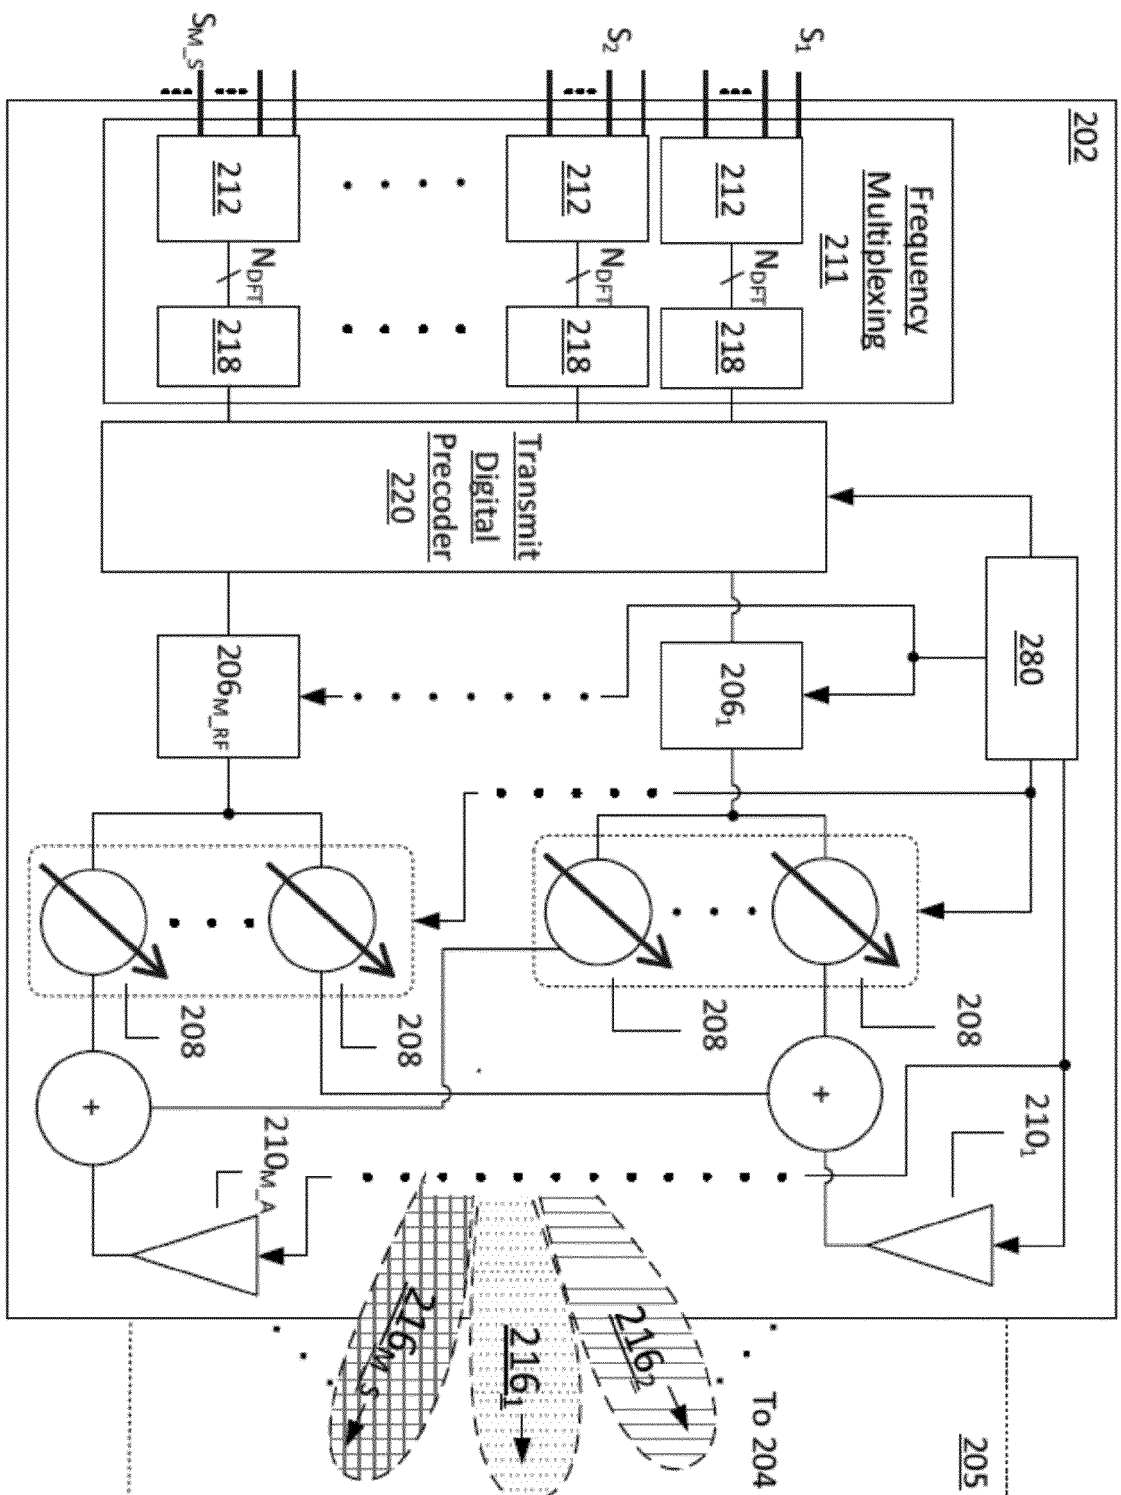 202
S1
S2
SM_S
Frequency
Multiplexing
211
212
NDFT
218
212
NDFT
218
212
NDFT
218
Transmit
Digital
Precoder
220
280
2061
206M_RF
208
208
208
208
+
+
2101
210M_A
2162
2161
216M_S
To 204
205